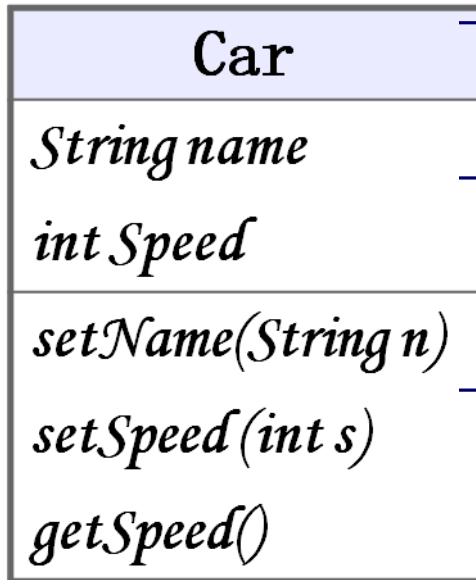 Car
String name
int Speed
setName(String n)
setSpeed(int s)
getSpeed()